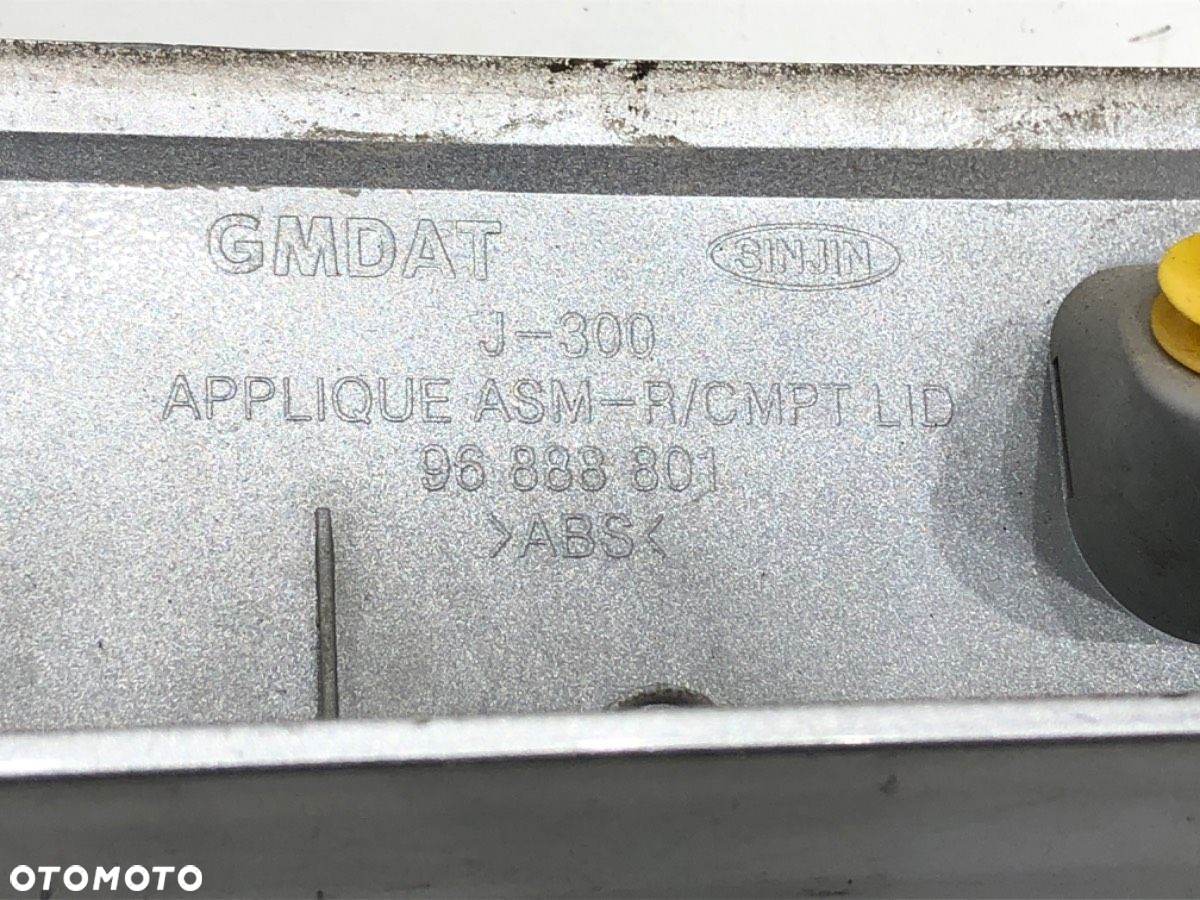 GMDAT SINJIN
J-300
APPLIQUE ASM-R/CMPT LID
96 888 801
>ABS<
OTOMOTO